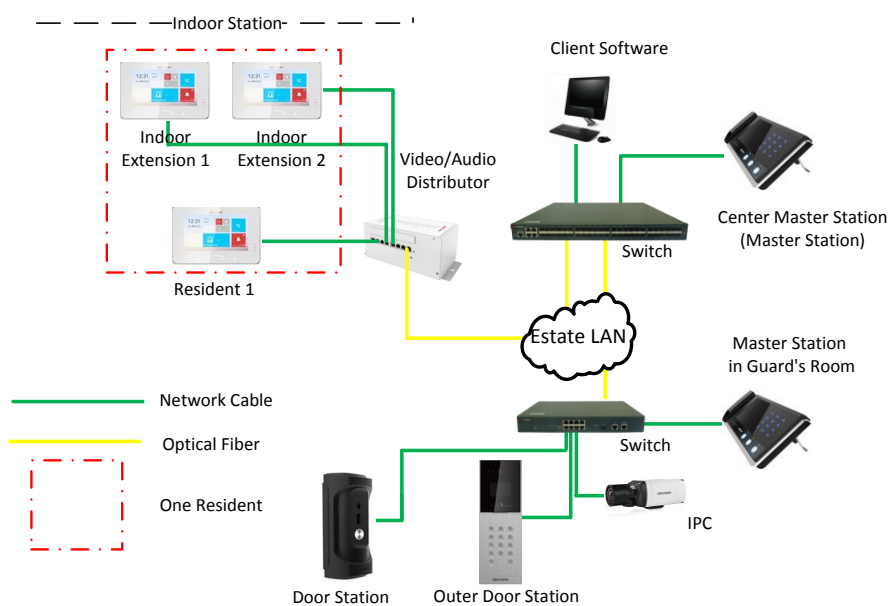 Indoor Station
Client Software
Indoor
Extension 1
Indoor
Extension 2
Video/Audio
Distributor
Center Master Station
(Master Station)
Switch
Resident 1
Estate LAN
Master Station
in Guard's Room
Network Cable
Optical Fiber
Switch
One Resident
IPC
Door Station
Outer Door Station